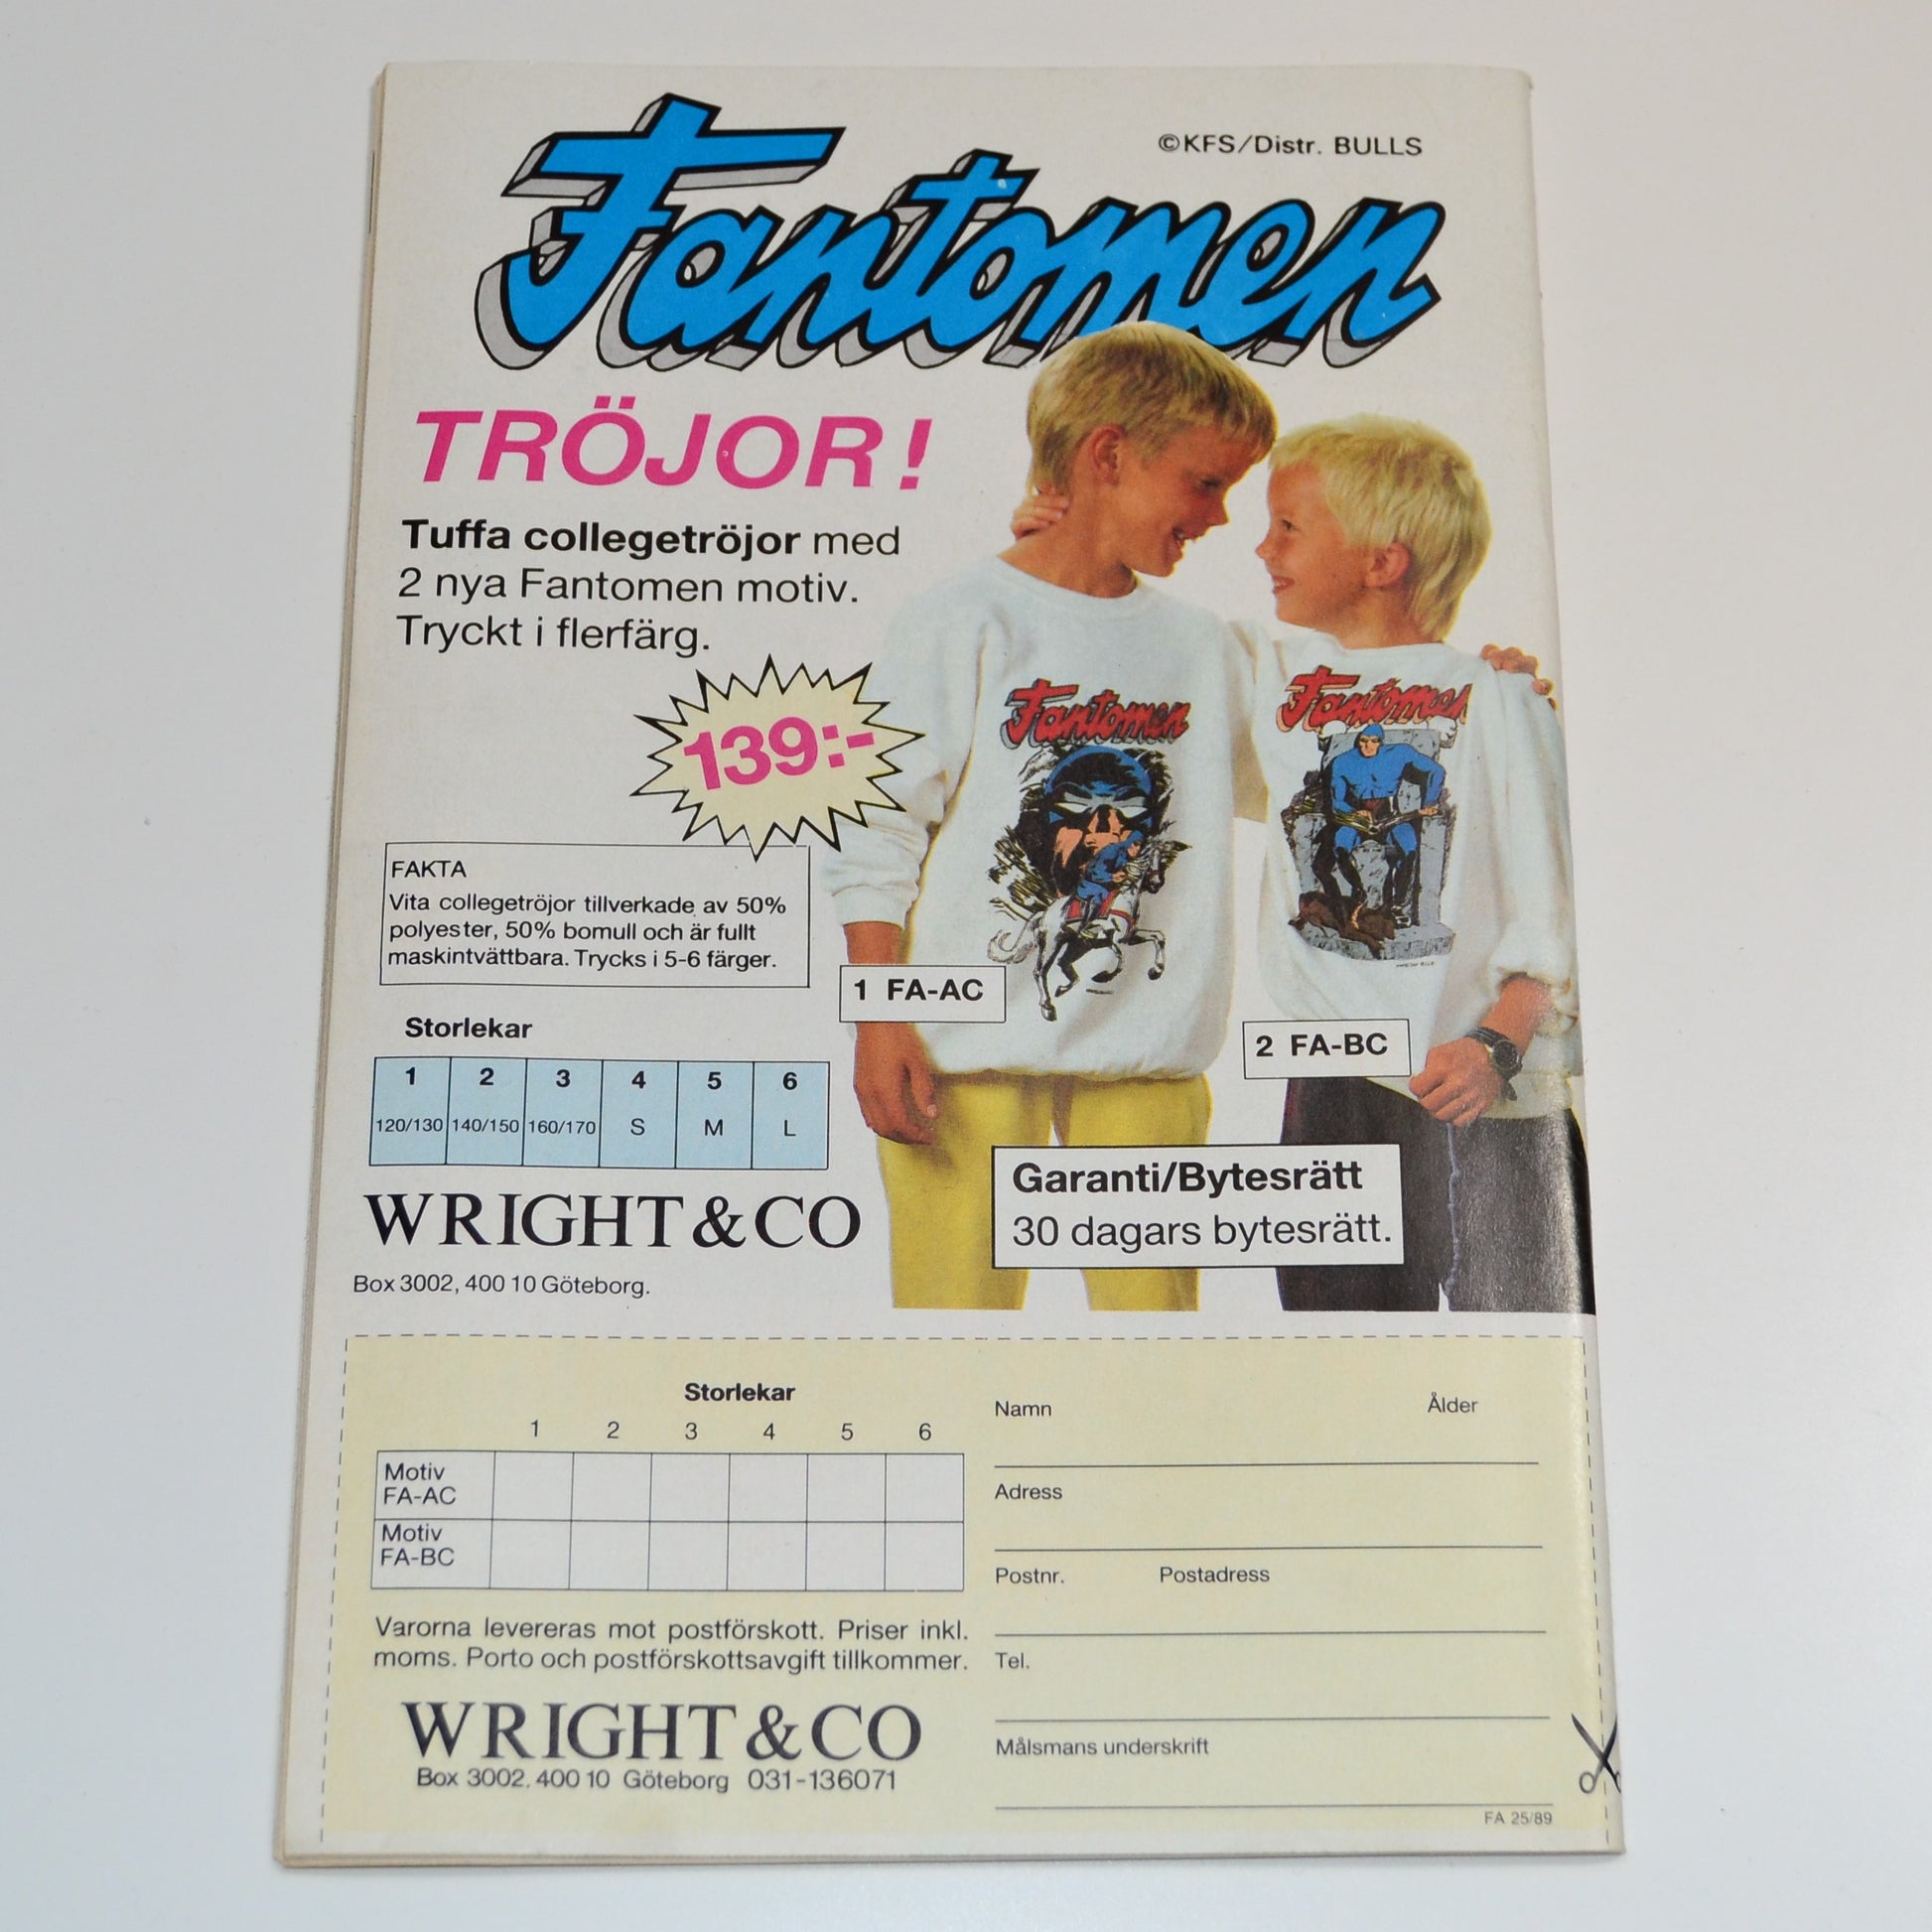 Fantomen
©KFS/Distr. BULLS
TRÖJOR!
Tuffa collegetröjor med
2 nya Fantomen motiv.
Tryckt i flerfärg.
139:-
Fantomen
Fantomen
FAKTA
Vita collegetröjor tillverkade av 50%
polyester, 50% bomull och är fullt
maskintvättbara. Trycks i 5-6 färger.
1 FA-AC
2 FA-BC
Storlekar
1 2 3 4 5 6
120/130 140/150 160/170 S M L
Garanti/Bytesrätt
30 dagars bytesrätt.
WRIGHT & CO
Box 3002, 400 10 Göteborg.
Storlekar
1 2 3 4 5 6
Motiv
FA-AC
Motiv
FA-BC
Varorna levereras mot postförskott. Priser inkl.
moms. Porto och postförskottsavgift tillkommer.
WRIGHT & CO
Box 3002. 400 10 Göteborg 031-136071
Namn Ålder
Adress
Postnr. Postadress
Tel.
Målsmans underskrift
FA 25/89